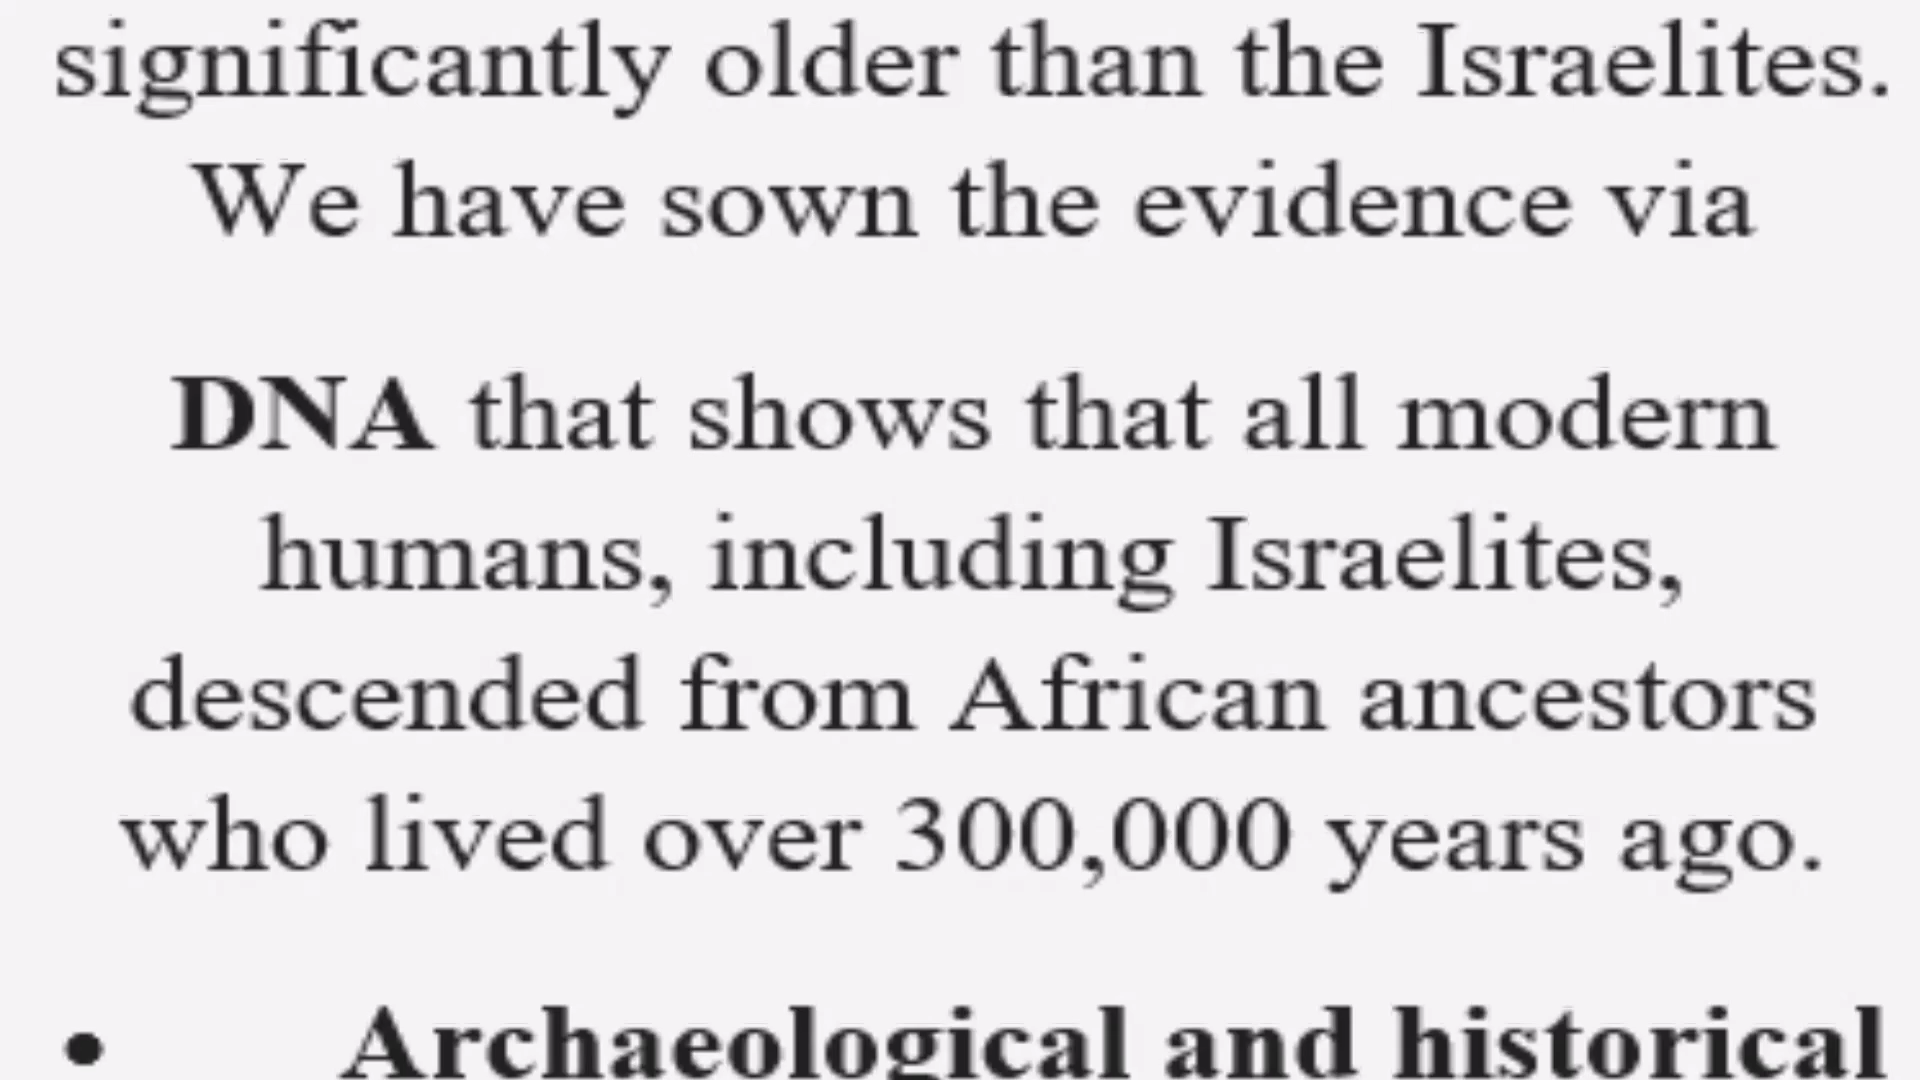 significantly older than the Israelites.
We have sown the evidence via
DNA that shows that all modern
humans, including Israelites,
descended from African ancestors
who lived over 300,000 years ago.
• Archaeological and historical